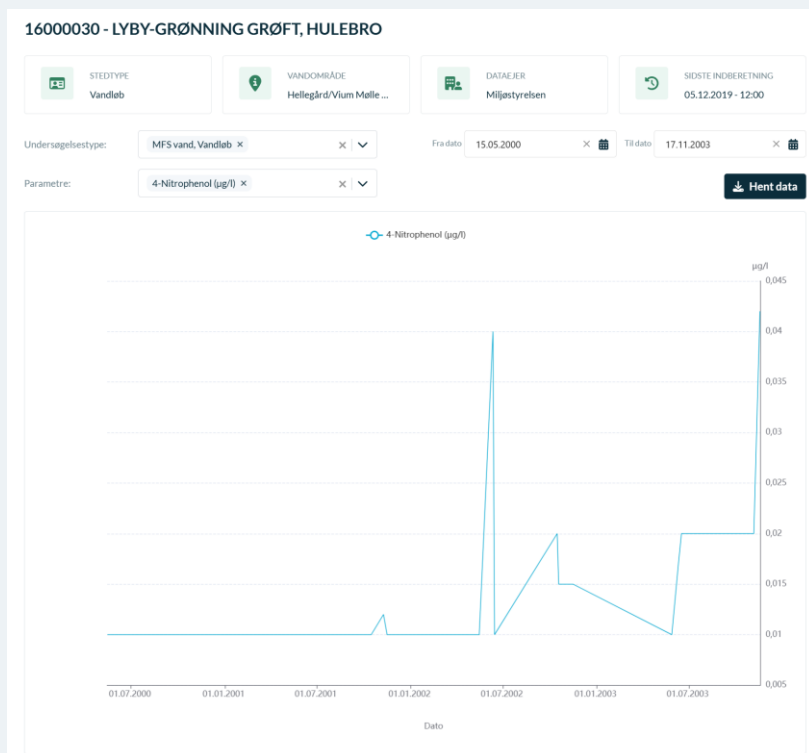 16000030 - LYBY-GRØNNING GRØFT, HULEBRO
STEDTYPE
Vandløb
VANDOMRÅDE
Hellegård/Vium Mølle ...
DATAEJER
Miljøstyrelsen
SIDSTE INDBERETNING
05.12.2019 - 12:00
Undersøgelsestype:
MFS vand, Vandløb ×
Fra dato
15.05.2000
Til dato
17.11.2003
Parametre:
4-Nitrophenol (µg/l) ×
Hent data
4-Nitrophenol (µg/l)
µg/l
0,045
0,04
0,035
0,03
0,025
0,02
0,015
0,01
0,005
01.07.2000
01.01.2001
01.07.2001
01.01.2002
01.07.2002
01.01.2003
01.07.2003
Dato